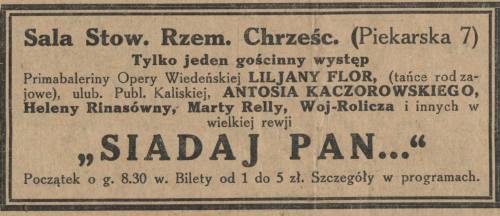 Sala Stow. Rzem. Chrześc. (Piekarska 7)
Tylko jeden gościnny występ
Primabaleriny Opery Wiedeńskiej LILJANY FLOR, (tańce rodza-
jowe), ulub. Publ. Kaliskiej, ANTOSIA KACZOROWSKIEGO,
Heleny Rinasówny, Marty Relly, Woj-Rolicza i innych w
wielkiej rewji
„SIADAJ PAN...“
Początek o g. 8.30 w. Bilety od 1 do 5 zł. Szczegóły w programach.